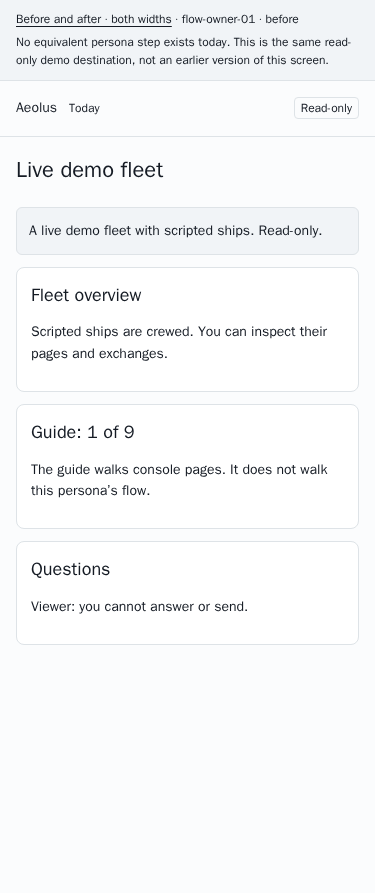 Before and after · both widths · flow-owner-01 · before
No equivalent persona step exists today. This is the same read-
only demo destination, not an earlier version of this screen.
Aeolus Today Read-only
Live demo fleet
A live demo fleet with scripted ships. Read-only.
Fleet overview
Scripted ships are crewed. You can inspect their
pages and exchanges.
Guide: 1 of 9
The guide walks console pages. It does not walk
this persona's flow.
Questions
Viewer: you cannot answer or send.